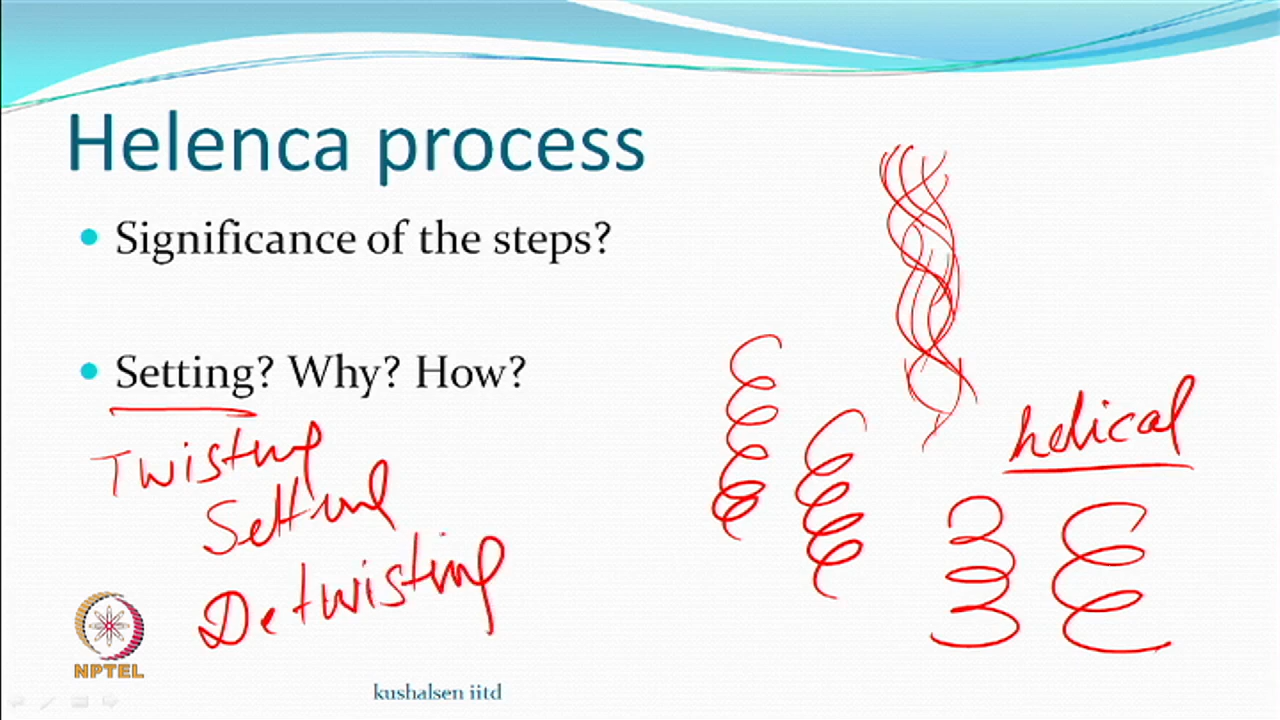 Helenca process
Significance of the steps?
Setting? Why? How?
Twisting
Setting
Detwisting
helical
NPTEL
kushalsen iitd